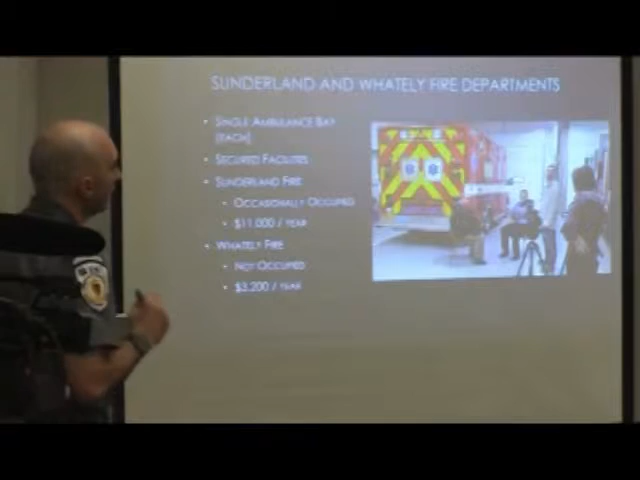 SUNDERLAND AND WHATELY FIRE DEPARTMENTS
• SINGLE AMBULANCE BAY
(EACH)
• SECURED FACILITIES
• SUNDERLAND FIRE
• OCCASIONALLY OCCUPIED
• $11,000 / YEAR
• WHATELY FIRE
• NOT OCCUPIED
• $3,200 / YEAR